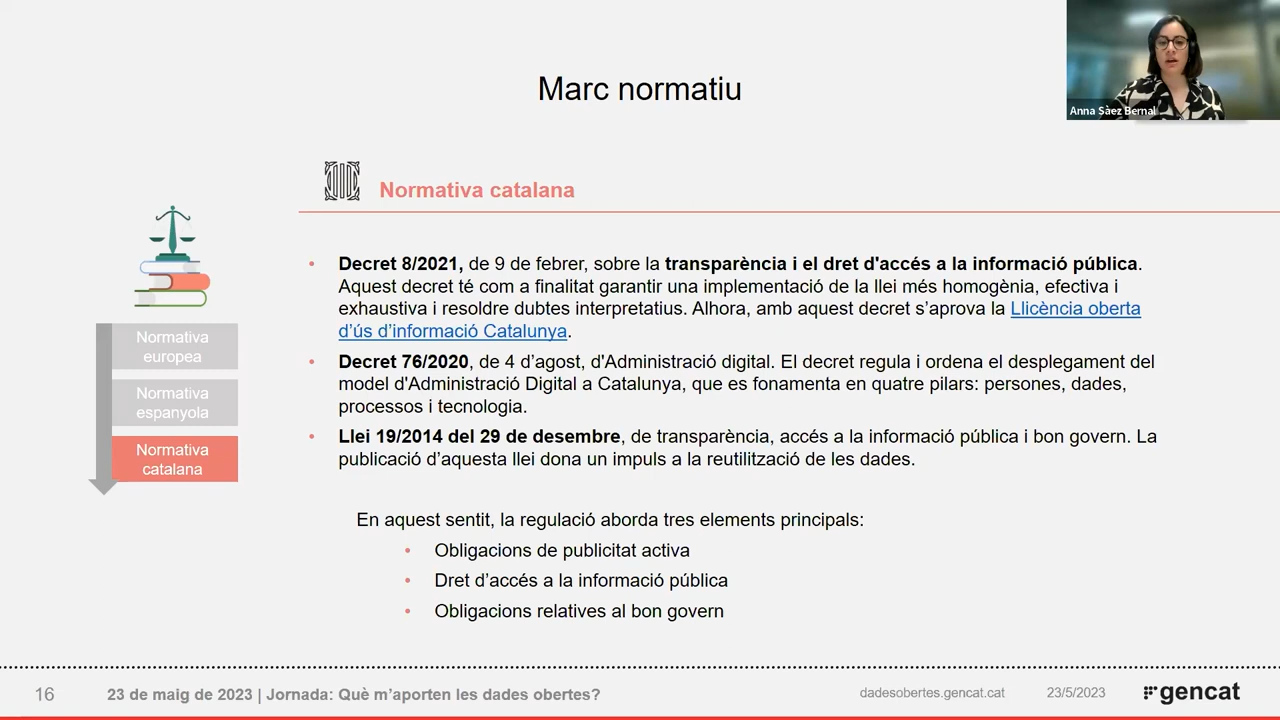 Marc normatiu
Anna Sàez Bernal
Normativa catalana
Normativa
europea
Normativa
espanyola
Normativa
catalana
• Decret 8/2021, de 9 de febrer, sobre la transparència i el dret d'accés a la informació pública.
Aquest decret té com a finalitat garantir una implementació de la llei més homogènia, efectiva i
exhaustiva i resoldre dubtes interpretatius. Alhora, amb aquest decret s’aprova la Llicència oberta
d’ús d’informació Catalunya.
• Decret 76/2020, de 4 d’agost, d'Administració digital. El decret regula i ordena el desplegament del
model d'Administració Digital a Catalunya, que es fonamenta en quatre pilars: persones, dades,
processos i tecnologia.
• Llei 19/2014 del 29 de desembre, de transparència, accés a la informació pública i bon govern. La
publicació d’aquesta llei dona un impuls a la reutilització de les dades.
En aquest sentit, la regulació aborda tres elements principals:
• Obligacions de publicitat activa
• Dret d’accés a la informació pública
• Obligacions relatives al bon govern
16
23 de maig de 2023 | Jornada: Què m’aporten les dades obertes?
dadesobertes.gencat.cat
23/5/2023
gencat